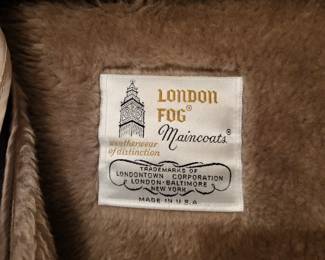 LONDON
FOG®
Maincoats®
weatherwear
of distinction
TRADEMARKS OF
LONDONTOWN CORPORATION
LONDON-BALTIMORE
NEW YORK
MADE IN U.S.A